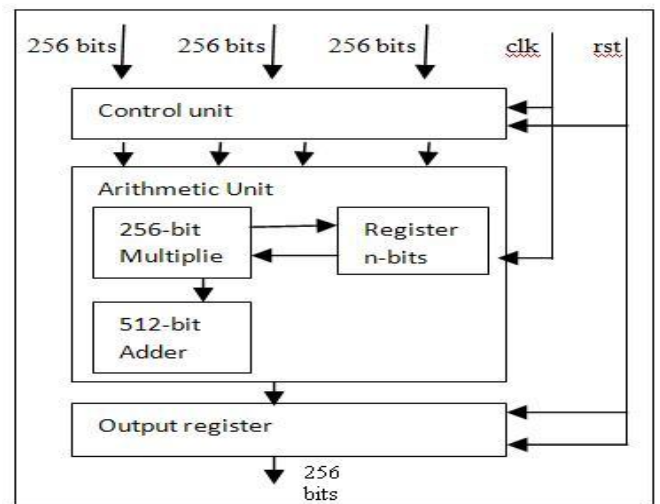 256 bits 256 bits 256 bits clk rst
Control unit
Arithmetic Unit
256-bit
Multiplie
Register
n-bits
512-bit
Adder
Output register
256
bits